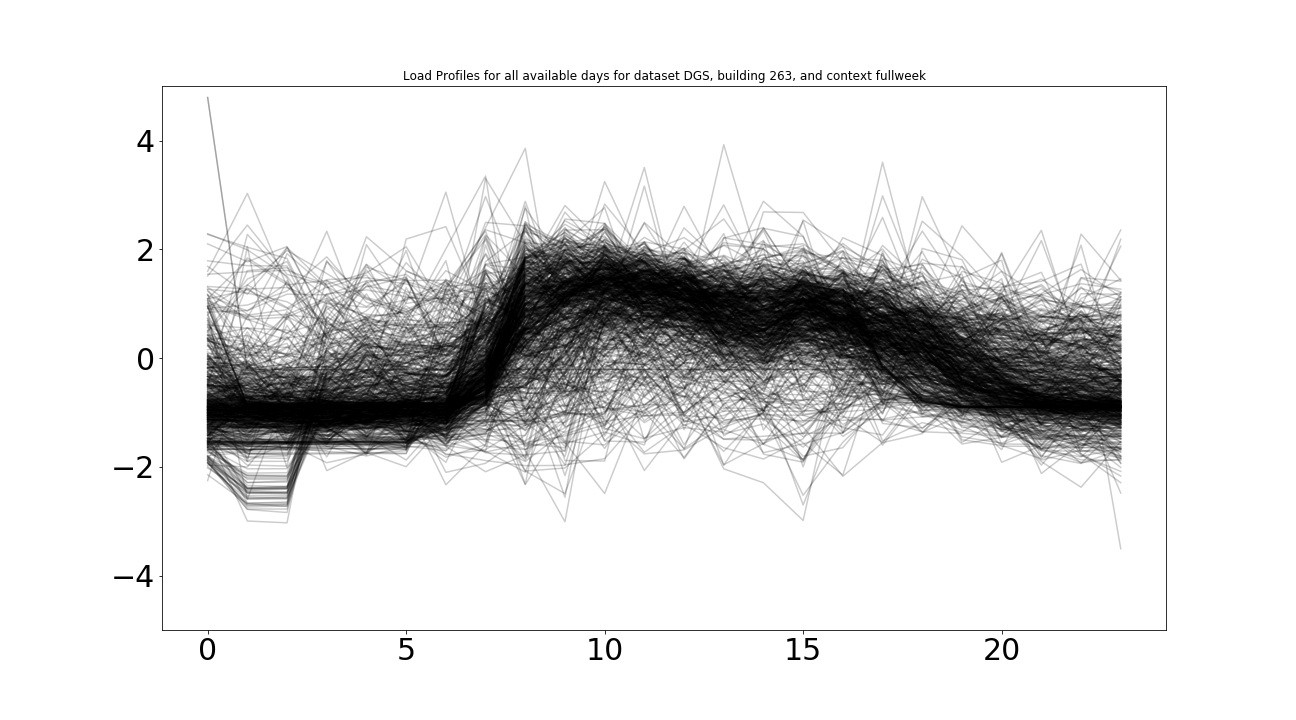 Load Profiles for all available days for dataset DGS, building 263, and context fullweek
4
2
0
−2
−4
0 5 10 15 20